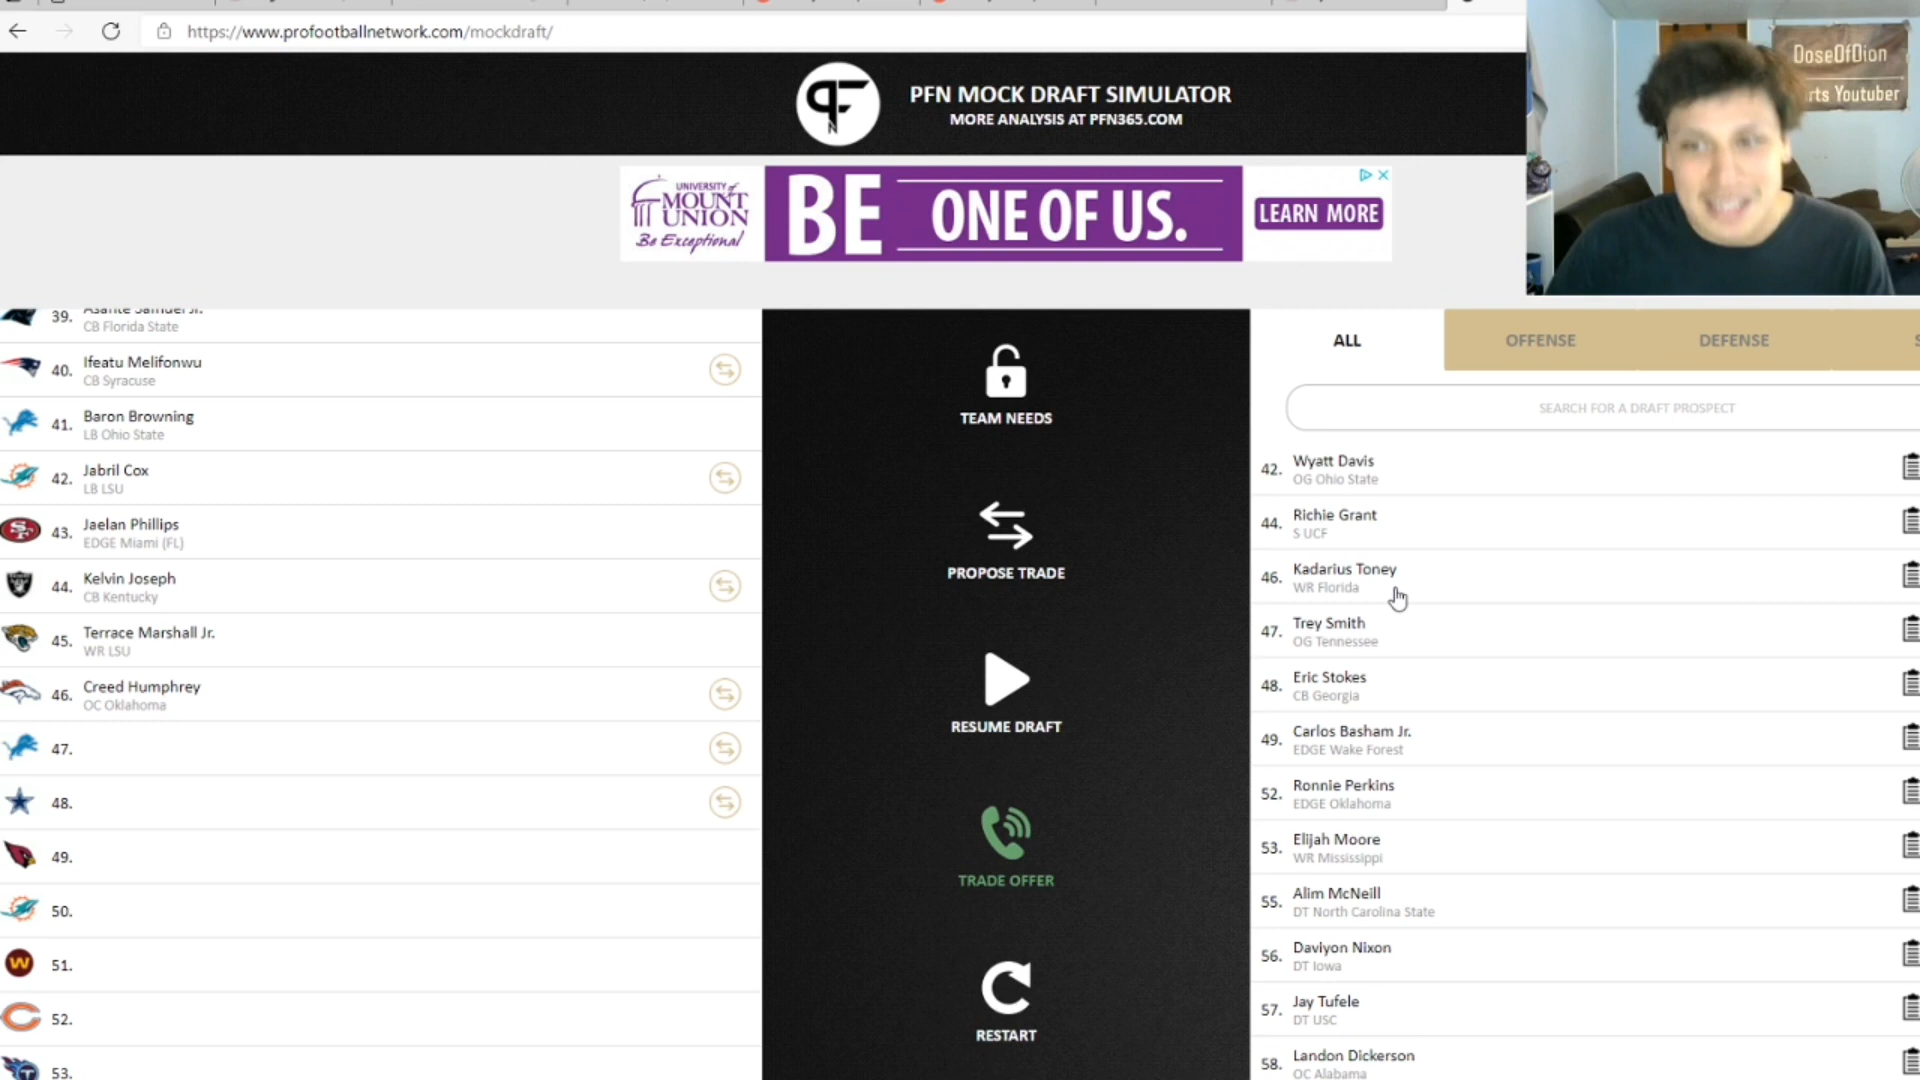 https://www.profootballnetwork.com/mockdraft/
PFN
PFN MOCK DRAFT SIMULATOR
MORE ANALYSIS AT PFN365.COM
DoseOfDion
rts Youtuber
UNIVERSITY of
MOUNT
UNION
Be Exceptional
BE ONE OF US.
LEARN MORE
39. Asante Samuel Jr.
CB Florida State
40. Ifeatu Melifonwu
CB Syracuse
41. Baron Browning
LB Ohio State
42. Jabril Cox
LB LSU
43. Jaelan Phillips
EDGE Miami (FL)
44. Kelvin Joseph
CB Kentucky
45. Terrace Marshall Jr.
WR LSU
46. Creed Humphrey
OC Oklahoma
47.
48.
49.
50.
51.
52.
53.
TEAM NEEDS
PROPOSE TRADE
RESUME DRAFT
TRADE OFFER
RESTART
ALL OFFENSE DEFENSE S
SEARCH FOR A DRAFT PROSPECT
42. Wyatt Davis
OG Ohio State
44. Richie Grant
S UCF
46. Kadarius Toney
WR Florida
47. Trey Smith
OG Tennessee
48. Eric Stokes
CB Georgia
49. Carlos Basham Jr.
EDGE Wake Forest
52. Ronnie Perkins
EDGE Oklahoma
53. Elijah Moore
WR Mississippi
55. Alim McNeill
DT North Carolina State
56. Daviyon Nixon
DT Iowa
57. Jay Tufele
DT USC
58. Landon Dickerson
OC Alabama